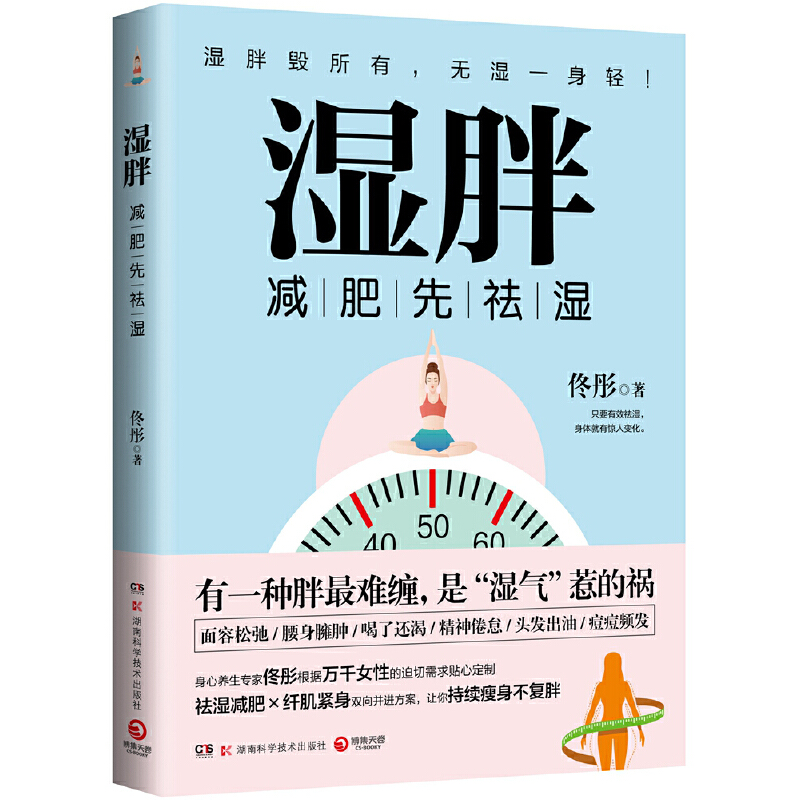 湿胖
减|肥|先|祛|湿
佟彤◎著
CS
湖南科学技术出版社
博集天卷
CS-BOOKY
湿胖毁所有，无湿一身轻！
湿胖
减|肥|先|祛|湿
佟彤◎著
只要有效祛湿，
身体就有惊人变化。
40 50 60
有一种胖最难缠，是“湿气”惹的祸
面容松弛/腰身臃肿/喝了还渴/精神倦怠/头发出油/痘痘频发
身心养生专家佟彤根据万千女性的迫切需求贴心定制
祛湿减肥×纤肌紧身双向并进方案，让你持续瘦身不复胖
湖南科学技术出版社 博集天卷
CS-BOOKY